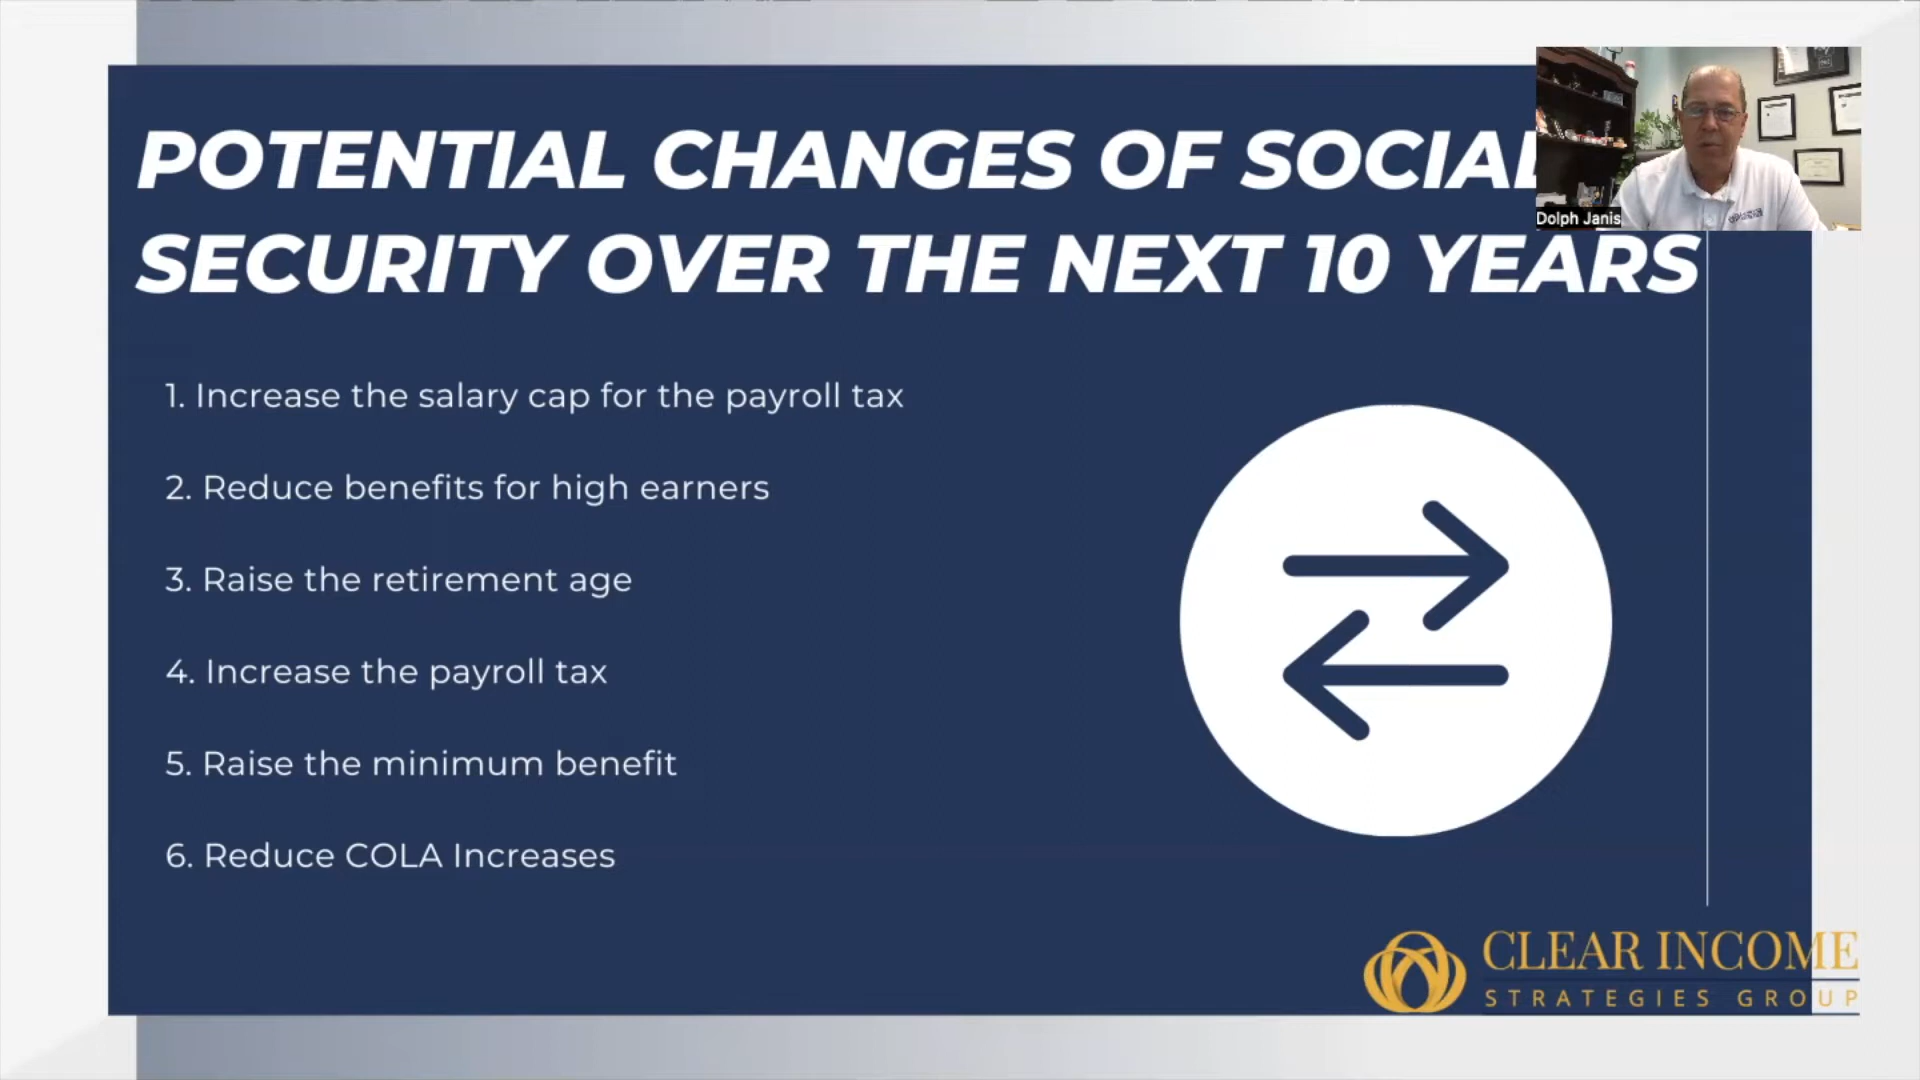 POTENTIAL CHANGES OF SOCIAL
SECURITY OVER THE NEXT 10 YEARS
Dolph Janis
1. Increase the salary cap for the payroll tax
2. Reduce benefits for high earners
3. Raise the retirement age
4. Increase the payroll tax
5. Raise the minimum benefit
6. Reduce COLA Increases
CLEAR INCOME
STRATEGIES GROUP